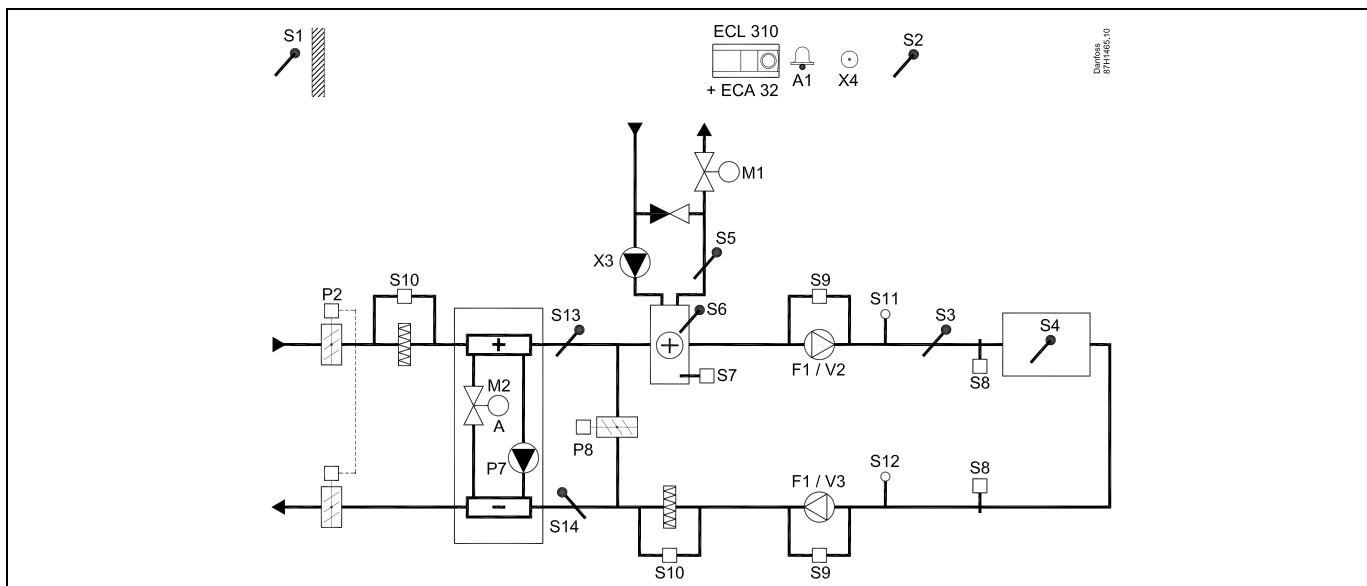 S1
ECL 310
+ ECA 32
A1
X4
S2
Danfoss
87H1465.10
M1
S5
X3
S10
P2
S13
S6
S9
S11
S3
S4
+
+
F1 / V2
S7
S8
M2
A
P8
P7
S12
S8
F1 / V3
-
S14
S10
S9